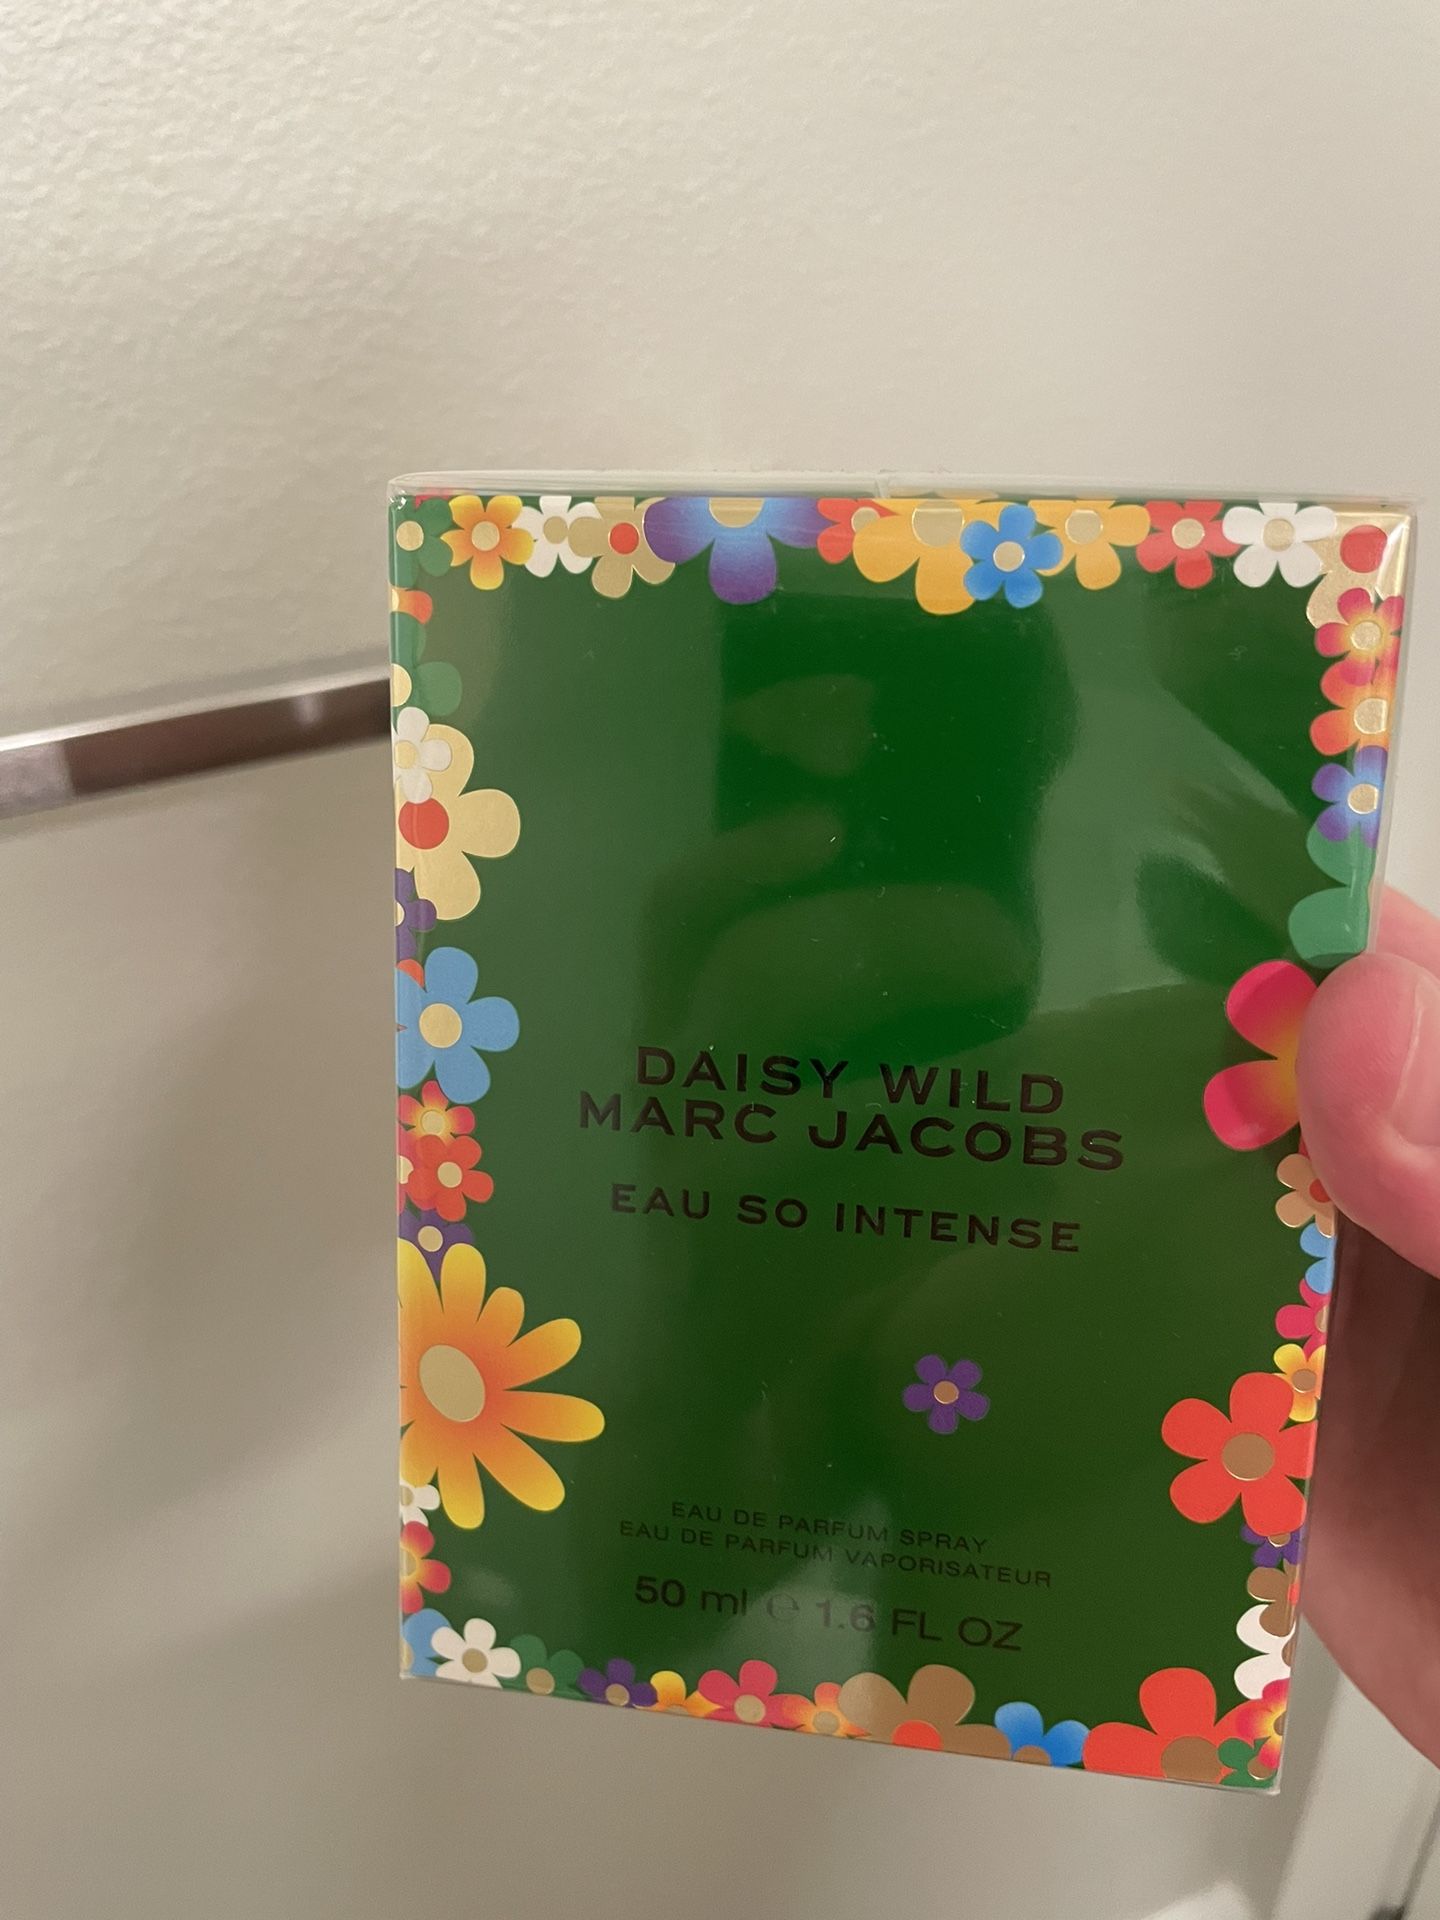 DAISY WILD
MARC JACOBS
EAU SO INTENSE
EAU DE PARFUM SPRAY
EAU DE PARFUM VAPORISATEUR
50 ml ℮ 1.6 FL OZ